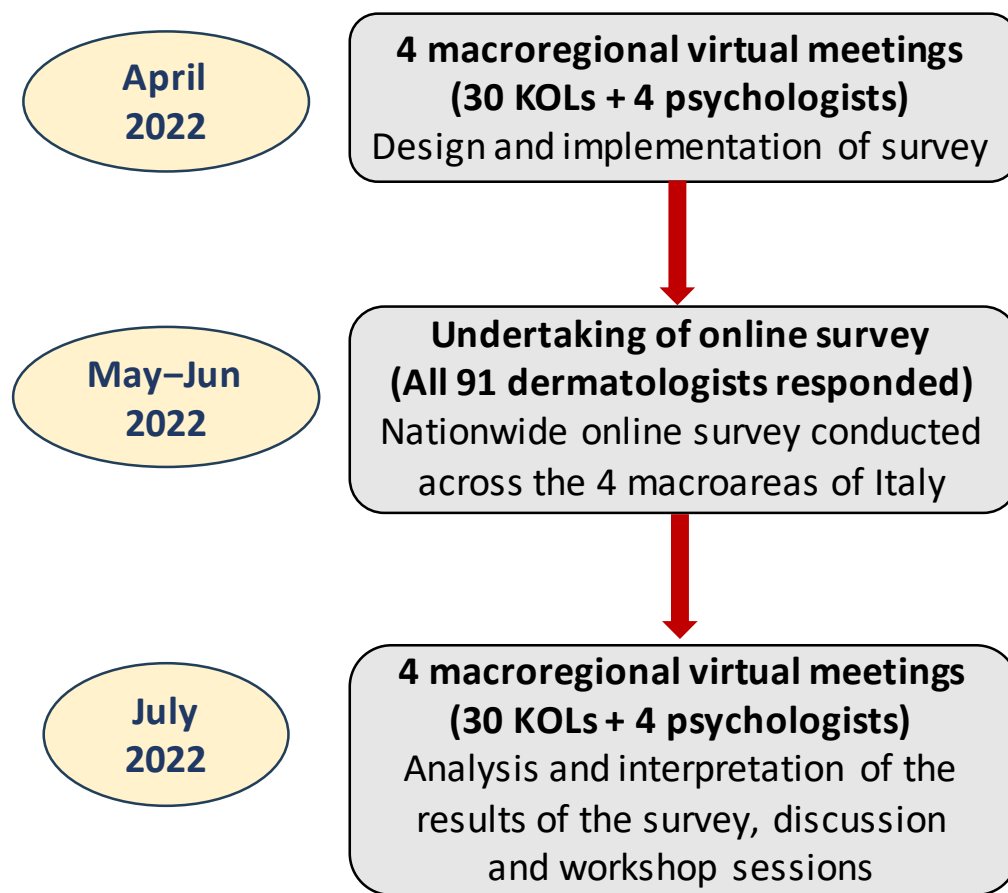 April
2022
4 macroregional virtual meetings
(30 KOLs + 4 psychologists)
Design and implementation of survey
May–Jun
2022
Undertaking of online survey
(All 91 dermatologists responded)
Nationwide online survey conducted
across the 4 macroareas of Italy
July
2022
4 macroregional virtual meetings
(30 KOLs + 4 psychologists)
Analysis and interpretation of the
results of the survey, discussion
and workshop sessions